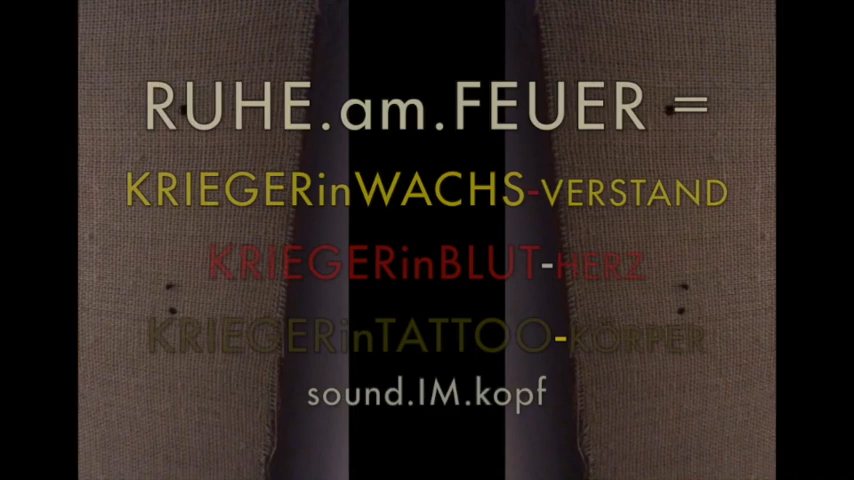 RUHE.am.FEUER =
KRIEGERinWACHS-VERSTAND
KRIEGERinBLUT-HERZ
KRIEGERinTATTOO-KÖRPER
sound.IM.kopf